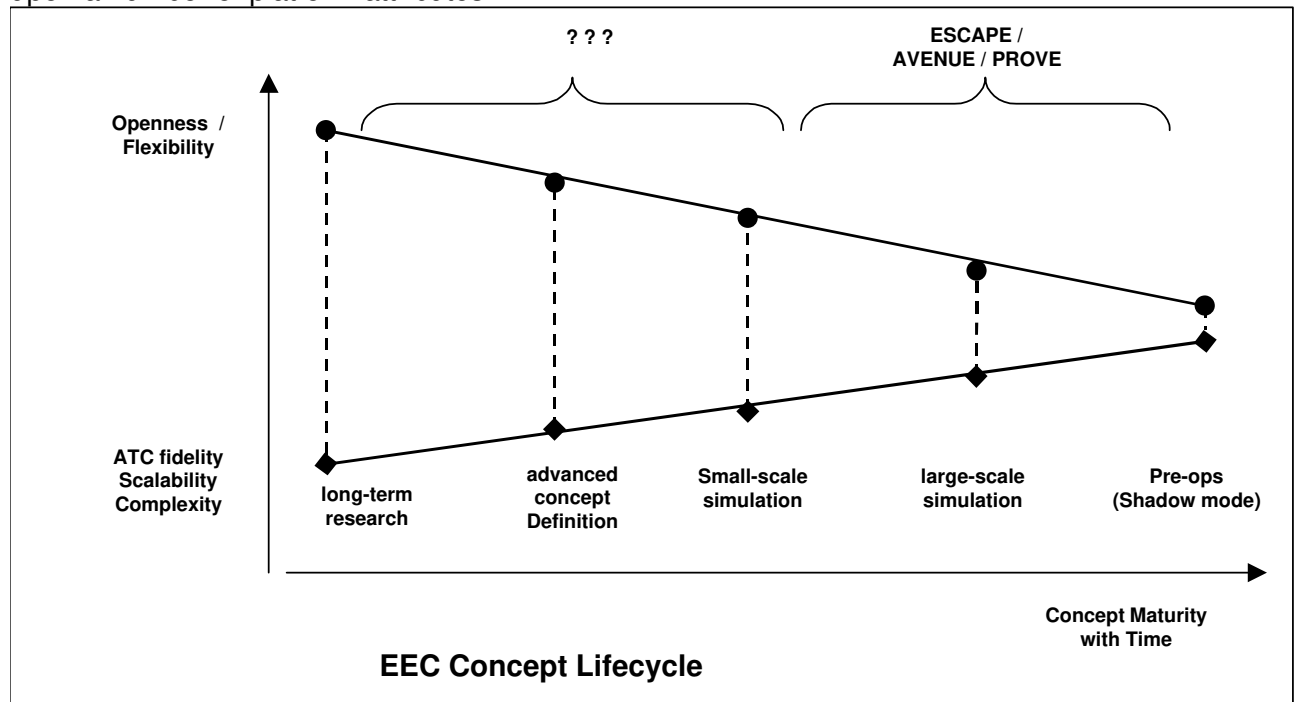 ? ? ?
ESCAPE /
AVENUE / PROVE
Openness /
Flexibility
ATC fidelity
Scalability
Complexity
long-term
research
advanced
concept
Definition
Small-scale
simulation
large-scale
simulation
Pre-ops
(Shadow mode)
Concept Maturity
with Time
EEC Concept Lifecycle